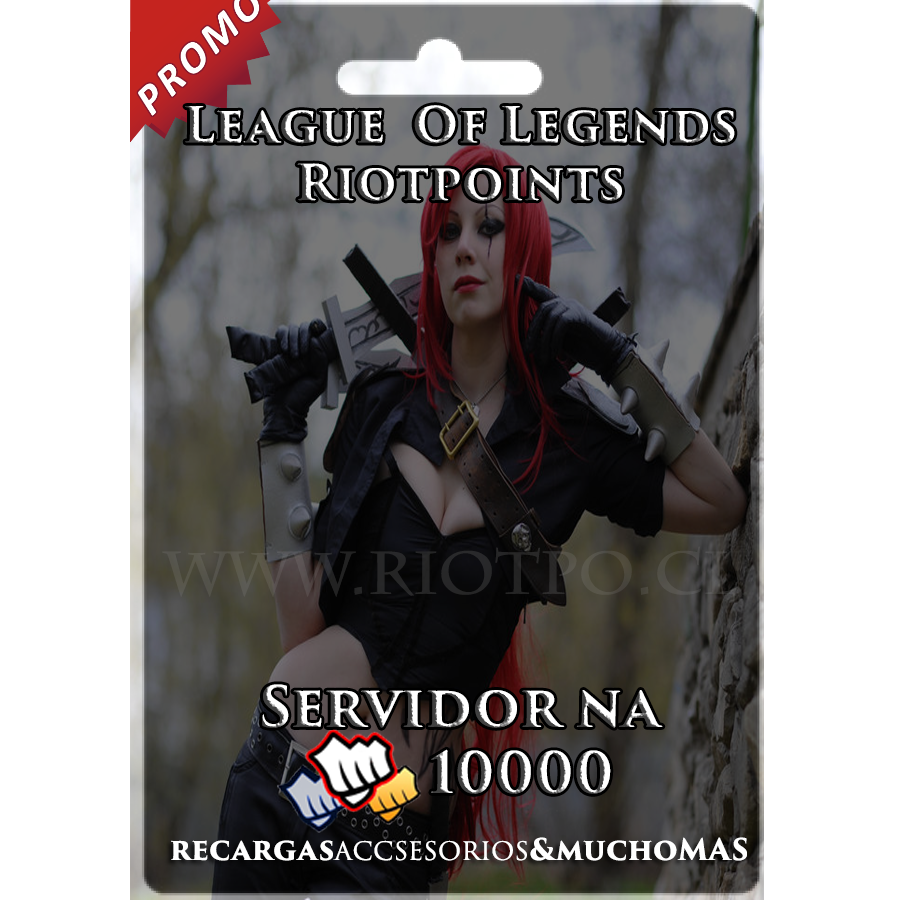 PROMO
League Of Legends
Riotpoints
WWW.RIOTPO.CL
Servidor na
10000
RECARGASACCSESORIOS&MUCHOMAS